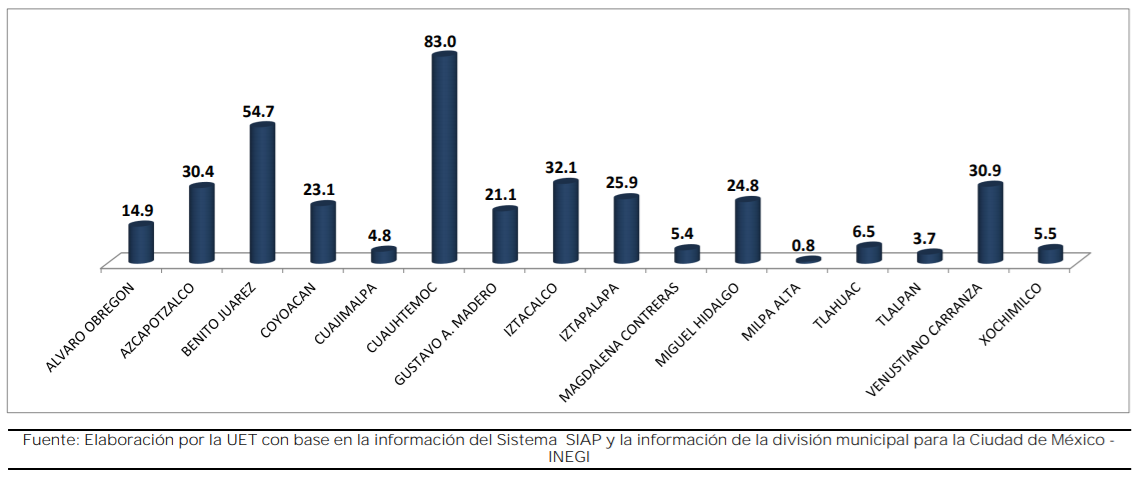 83.0
54.7
30.4
32.1
30.9
23.1
21.1
25.9
24.8
14.9
4.8
5.4
0.8
6.5
3.7
5.5
ALVARO OBREGON
AZCAPOTZALCO
BENITO JUAREZ
COYOACAN
CUAJIMALPA
CUAUHTEMOC
GUSTAVO A. MADERO
IZTACALCO
IZTAPALAPA
MAGDALENA CONTRERAS
MIGUEL HIDALGO
MILPA ALTA
TLAHUAC
TLALPAN
VENUSTIANO CARRANZA
XOCHIMILCO
Fuente: Elaboración por la UET con base en la información del Sistema SIAP y la información de la división municipal para la Ciudad de México -
INEGI